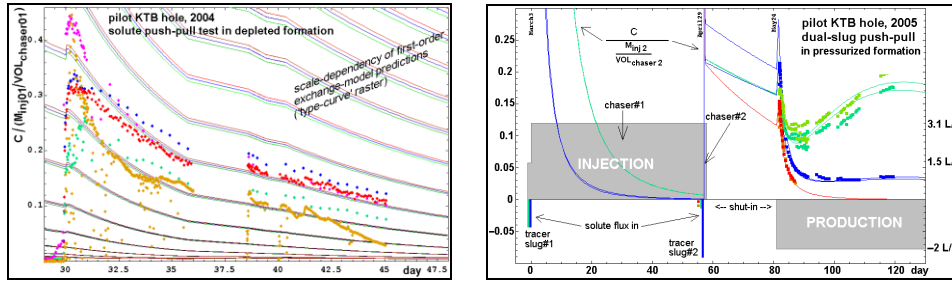 pilot KTB hole, 2004
solute push-pull test in depleted formation
scale-dependency of first-order
exchange-model predictions
('type-curve' raster)
C / (Minj01/VOLchaser01)
0.4
0.3
0.2
0.1
30
32.5
35
37.5
40
42.5
45
day
47.5
pilot KTB hole, 2005
dual-slug push-pull
in pressurized formation
March3
April29
May24
C
Minj 2
VOLchaser 2
chaser#1
chaser#2
INJECTION
0.25
0.2
0.15
0.1
0.05
0
−0.05
3.1 L/
1.5 L/
−2 L/
<-- shut-in -->
PRODUCTION
solute flux in
tracer
slug#1
tracer
slug#2
0
20
40
60
80
100
120
day